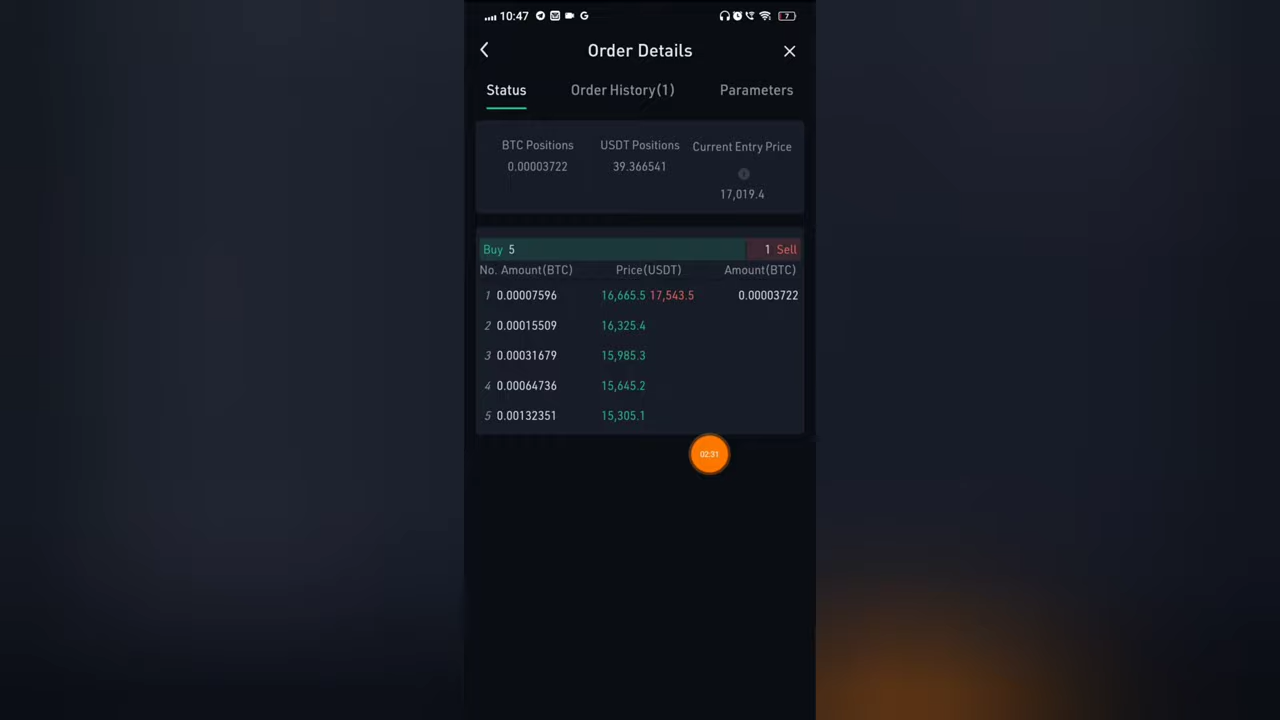 10:47 G 7
Order Details
Status Order History(1) Parameters
BTC Positions USDT Positions Current Entry Price
0.00003722 39.366541
17,019.4
Buy 5 1 Sell
No. Amount(BTC) Price(USDT) Amount(BTC)
1 0.00007596 16,665.5 17,543.5 0.00003722
2 0.00015509 16,325.4
3 0.00031679 15,985.3
4 0.00064736 15,645.2
5 0.00132351 15,305.1
02:31